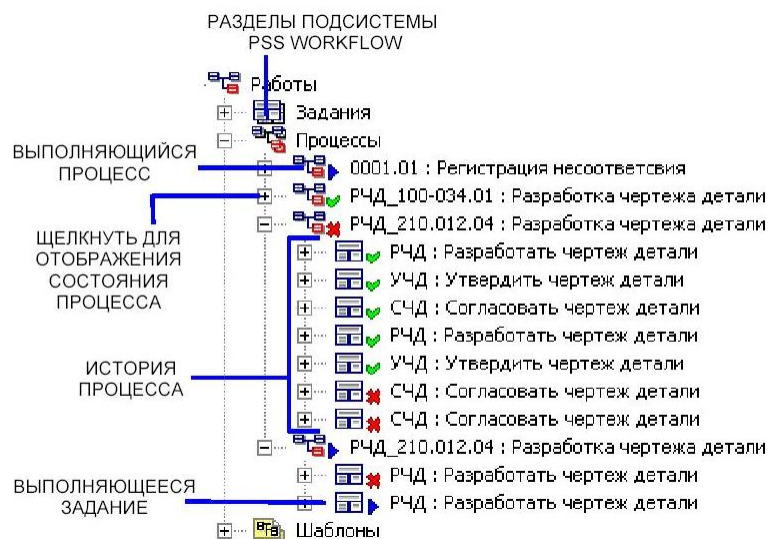 РАЗДЕЛЫ ПОДСИСТЕМЫ
PSS WORKFLOW
Работы
Задания
Процессы
ВЫПОЛНЯЮЩИЙСЯ
ПРОЦЕСС
0001.01 : Регистрация несоответсвия
РЧД_100-034.01 : Разработка чертежа детали
РЧД_210.012.04 : Разработка чертежа детали
ЩЕЛКНУТЬ ДЛЯ
ОТОБРАЖЕНИЯ
СОСТОЯНИЯ
ПРОЦЕССА
РЧД : Разработать чертеж детали
УЧД : Утвердить чертеж детали
СЧД : Согласовать чертеж детали
РЧД : Разработать чертеж детали
УЧД : Утвердить чертеж детали
СЧД : Согласовать чертеж детали
СЧД : Согласовать чертеж детали
ИСТОРИЯ
ПРОЦЕССА
РЧД_210.012.04 : Разработка чертежа детали
РЧД : Разработать чертеж детали
РЧД : Разработать чертеж детали
ВЫПОЛНЯЮЩЕЕСЯ
ЗАДАНИЕ
Шаблоны